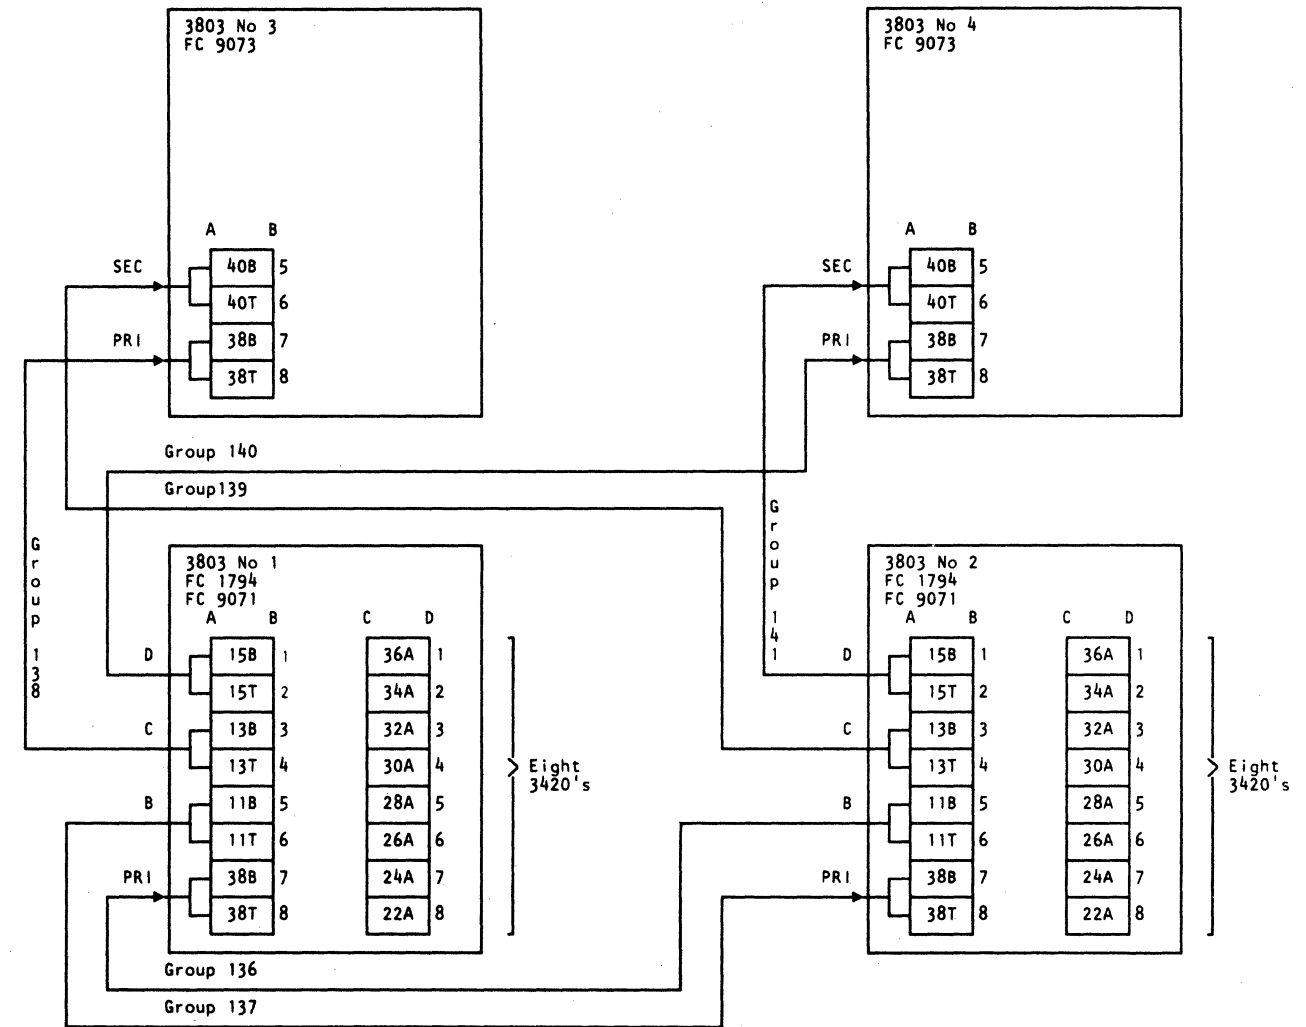 3803 No 3
FC 9073
A B
SEC
40B 5
40T 6
PRI
38B 7
38T 8
3803 No 4
FC 9073
A B
SEC
40B 5
40T 6
PRI
38B 7
38T 8
Group 140
Group139
Group 138
Group 141
3803 No 1
FC 1794
FC 9071
A B C D
D
15B 1 36A 1
15T 2 34A 2
C
13B 3 32A 3
13T 4 30A 4
B
11B 5 28A 5
11T 6 26A 6
PRI
38B 7 24A 7
38T 8 22A 8
Eight
3420's
3803 No 2
FC 1794
FC 9071
A B C D
D
15B 1 36A 1
15T 2 34A 2
C
13B 3 32A 3
13T 4 30A 4
B
11B 5 28A 5
11T 6 26A 6
PRI
38B 7 24A 7
38T 8 22A 8
Eight
3420's
Group 136
Group 137